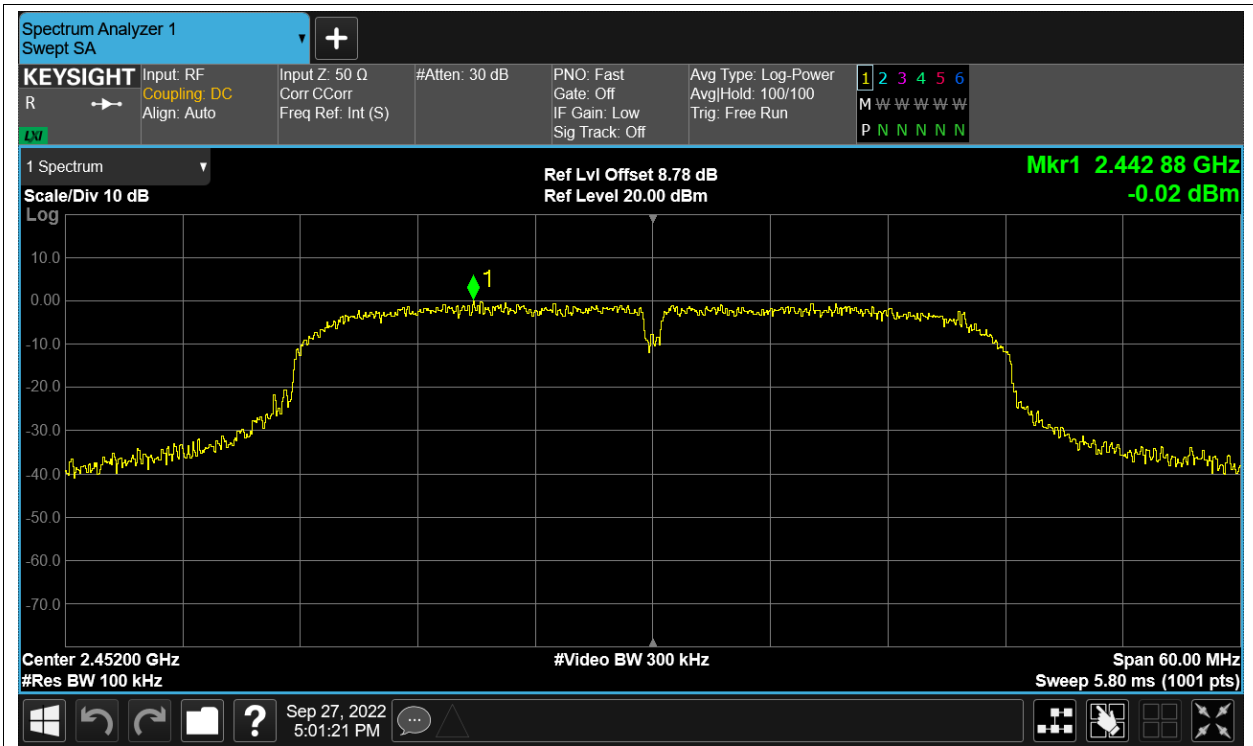 Spectrum Analyzer 1
Swept SA
KEYSIGHT
R
LXI
Input: RF
Coupling: DC
Align: Auto
Input Z: 50 Ω
Corr CCorr
Freq Ref: Int (S)
#Atten: 30 dB
PNO: Fast
Gate: Off
IF Gain: Low
Sig Track: Off
Avg Type: Log-Power
Avg|Hold: 100/100
Trig: Free Run
1 2 3 4 5 6
M W W W W W
P N N N N N
1 Spectrum
Scale/Div 10 dB
Ref Lvl Offset 8.78 dB
Ref Level 20.00 dBm
Mkr1 2.442 88 GHz
-0.02 dBm
Log
10.0
0.00
-10.0
-20.0
-30.0
-40.0
-50.0
-60.0
-70.0
1
Center 2.45200 GHz
#Res BW 100 kHz
#Video BW 300 kHz
Span 60.00 MHz
Sweep 5.80 ms (1001 pts)
?
Sep 27, 2022
5:01:21 PM